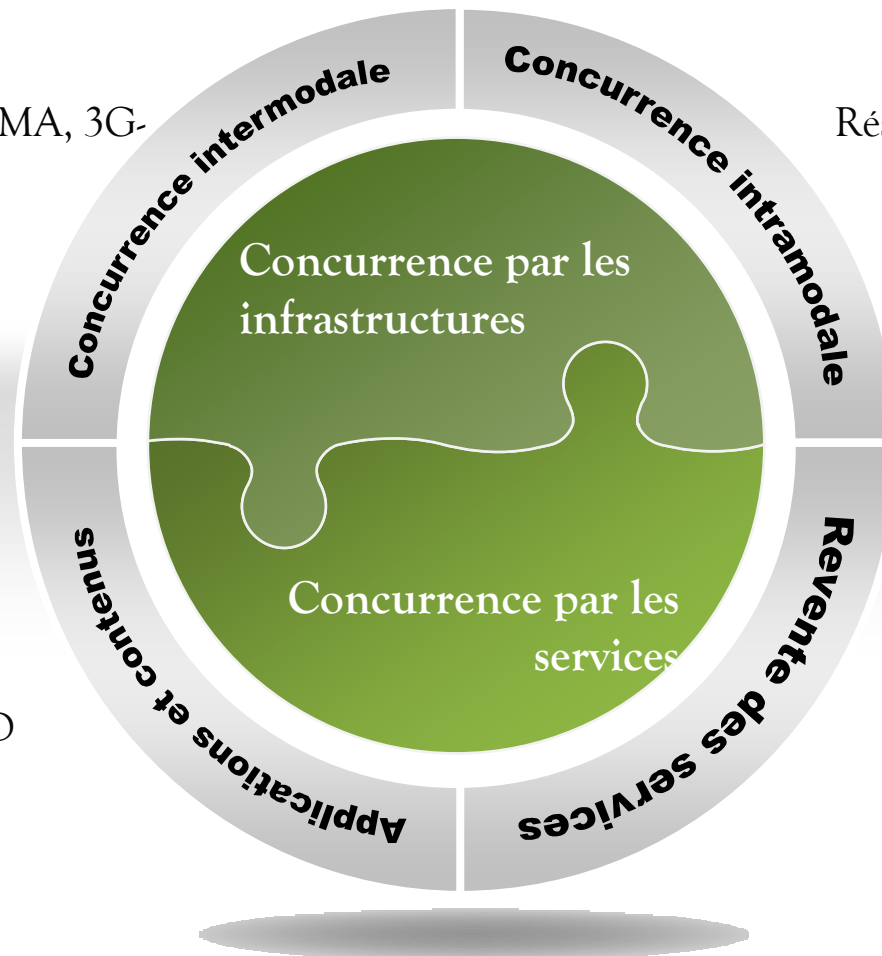 Concurrence intermodale
Concurrence intramodale
3G-
Concurrence par les
infrastructures
Concurrence par les
services
Applications et contenus
Revente des services